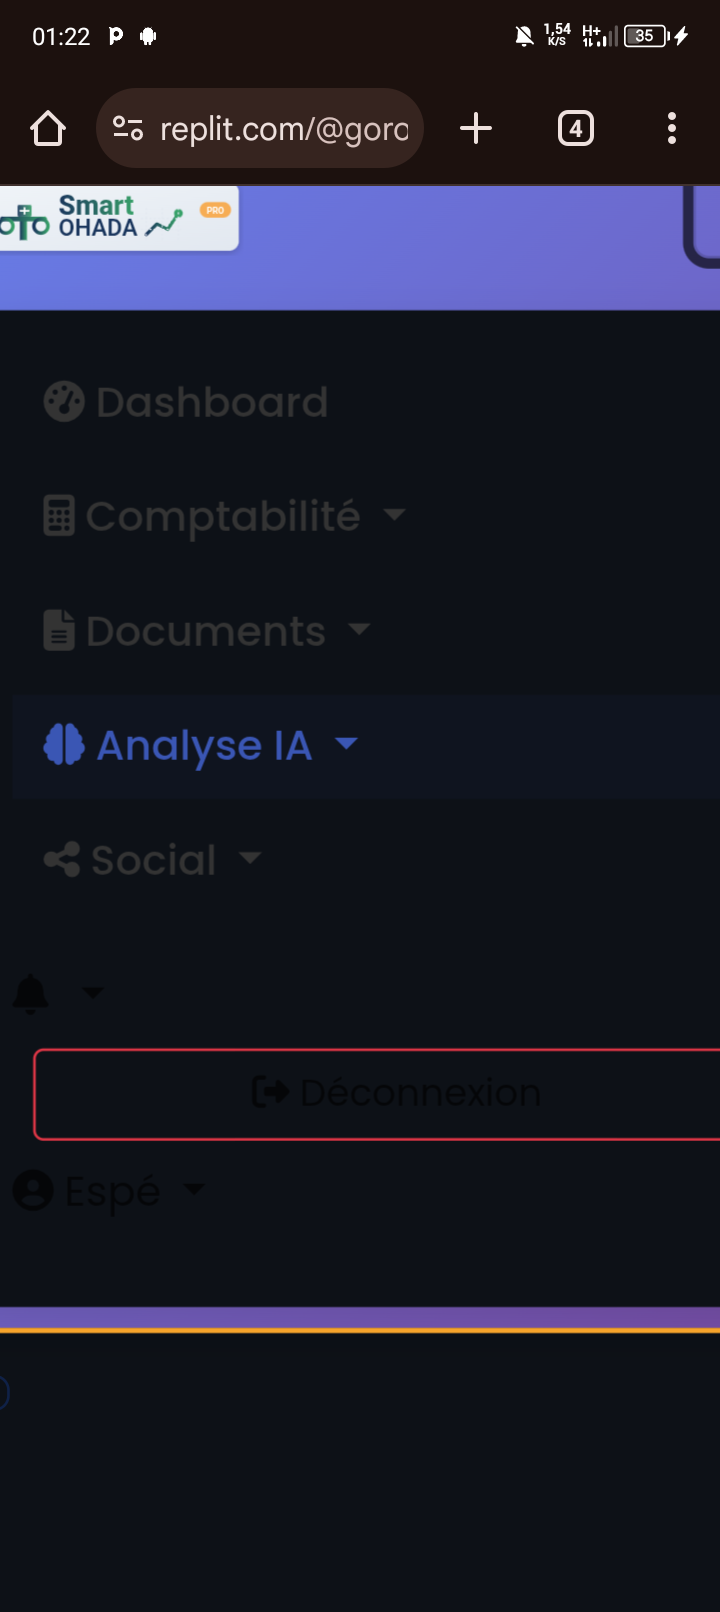 01:22
1,54
K/S
H+
35
replit.com/@goro
4
Smart
OHADA
PRO
Dashboard
Comptabilité
Documents
Analyse IA
Social
Déconnexion
Espé